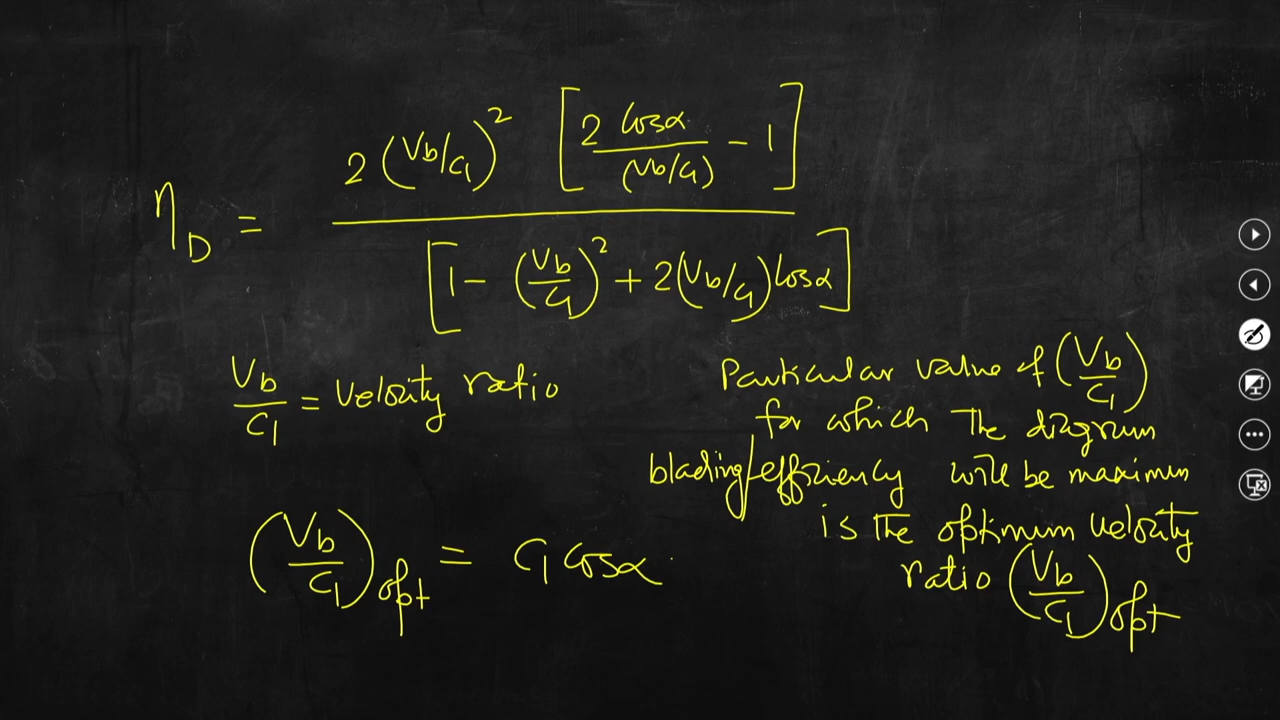 η_D = 2 (Vb/C1)² [2 cosα / (Vb/C1) − 1] / [1 − (Vb/C1)² + 2(Vb/C1) cosα]
Vb/C1 = Velocity ratio
Particular value of (Vb/C1)
for which the diagram
blading/efficiency will be maximum
is the optimum velocity
ratio (Vb/C1)opt
(Vb/C1)opt = C1 cosα